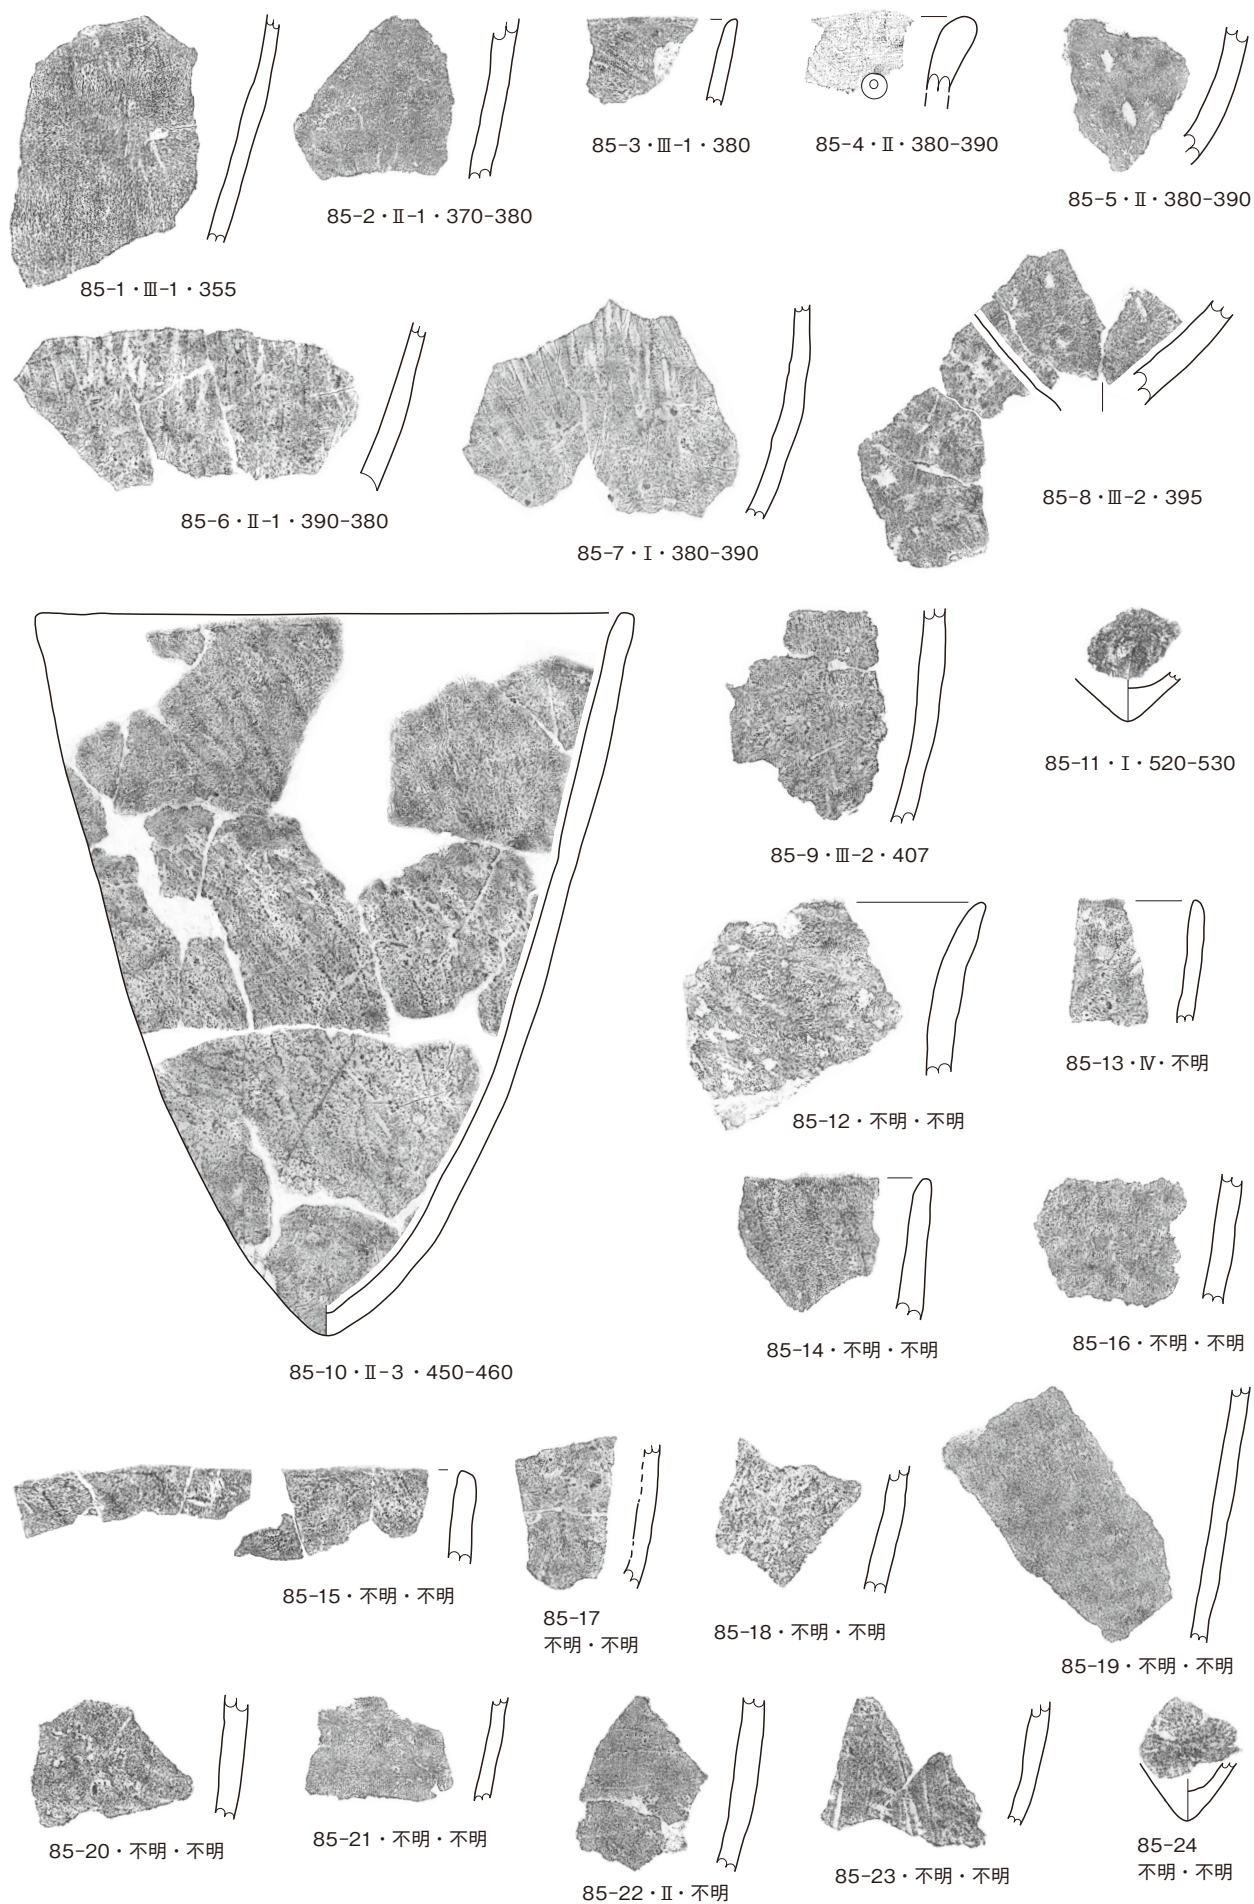 85-1・Ⅲ-1・355
85-2・Ⅱ-1・370-380
85-3・Ⅲ-1・380
85-4・Ⅱ・380-390
85-5・Ⅱ・380-390
85-6・Ⅱ-1・390-380
85-7・Ⅰ・380-390
85-8・Ⅲ-2・395
85-9・Ⅲ-2・407
85-10・Ⅱ-3・450-460
85-11・Ⅰ・520-530
85-12・不明・不明
85-13・Ⅳ・不明
85-14・不明・不明
85-16・不明・不明
85-15・不明・不明
85-17
不明・不明
85-18・不明・不明
85-19・不明・不明
85-20・不明・不明
85-21・不明・不明
85-22・Ⅱ・不明
85-23・不明・不明
85-24
不明・不明